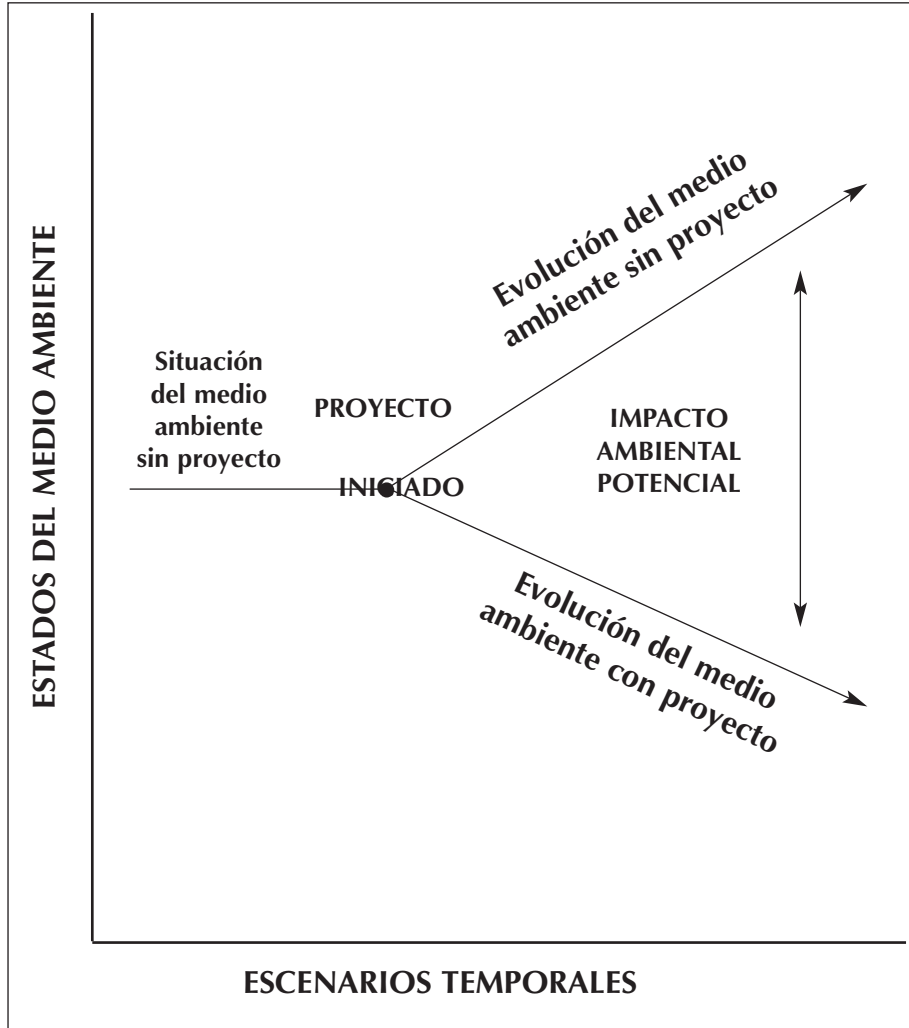 ESTADOS DEL MEDIO AMBIENTE
Evolución del medio
ambiente sin proyecto
Situación
del medio
ambiente
sin proyecto
PROYECTO
INICIADO
IMPACTO
AMBIENTAL
POTENCIAL
Evolución del medio
ambiente con proyecto
ESCENARIOS TEMPORALES